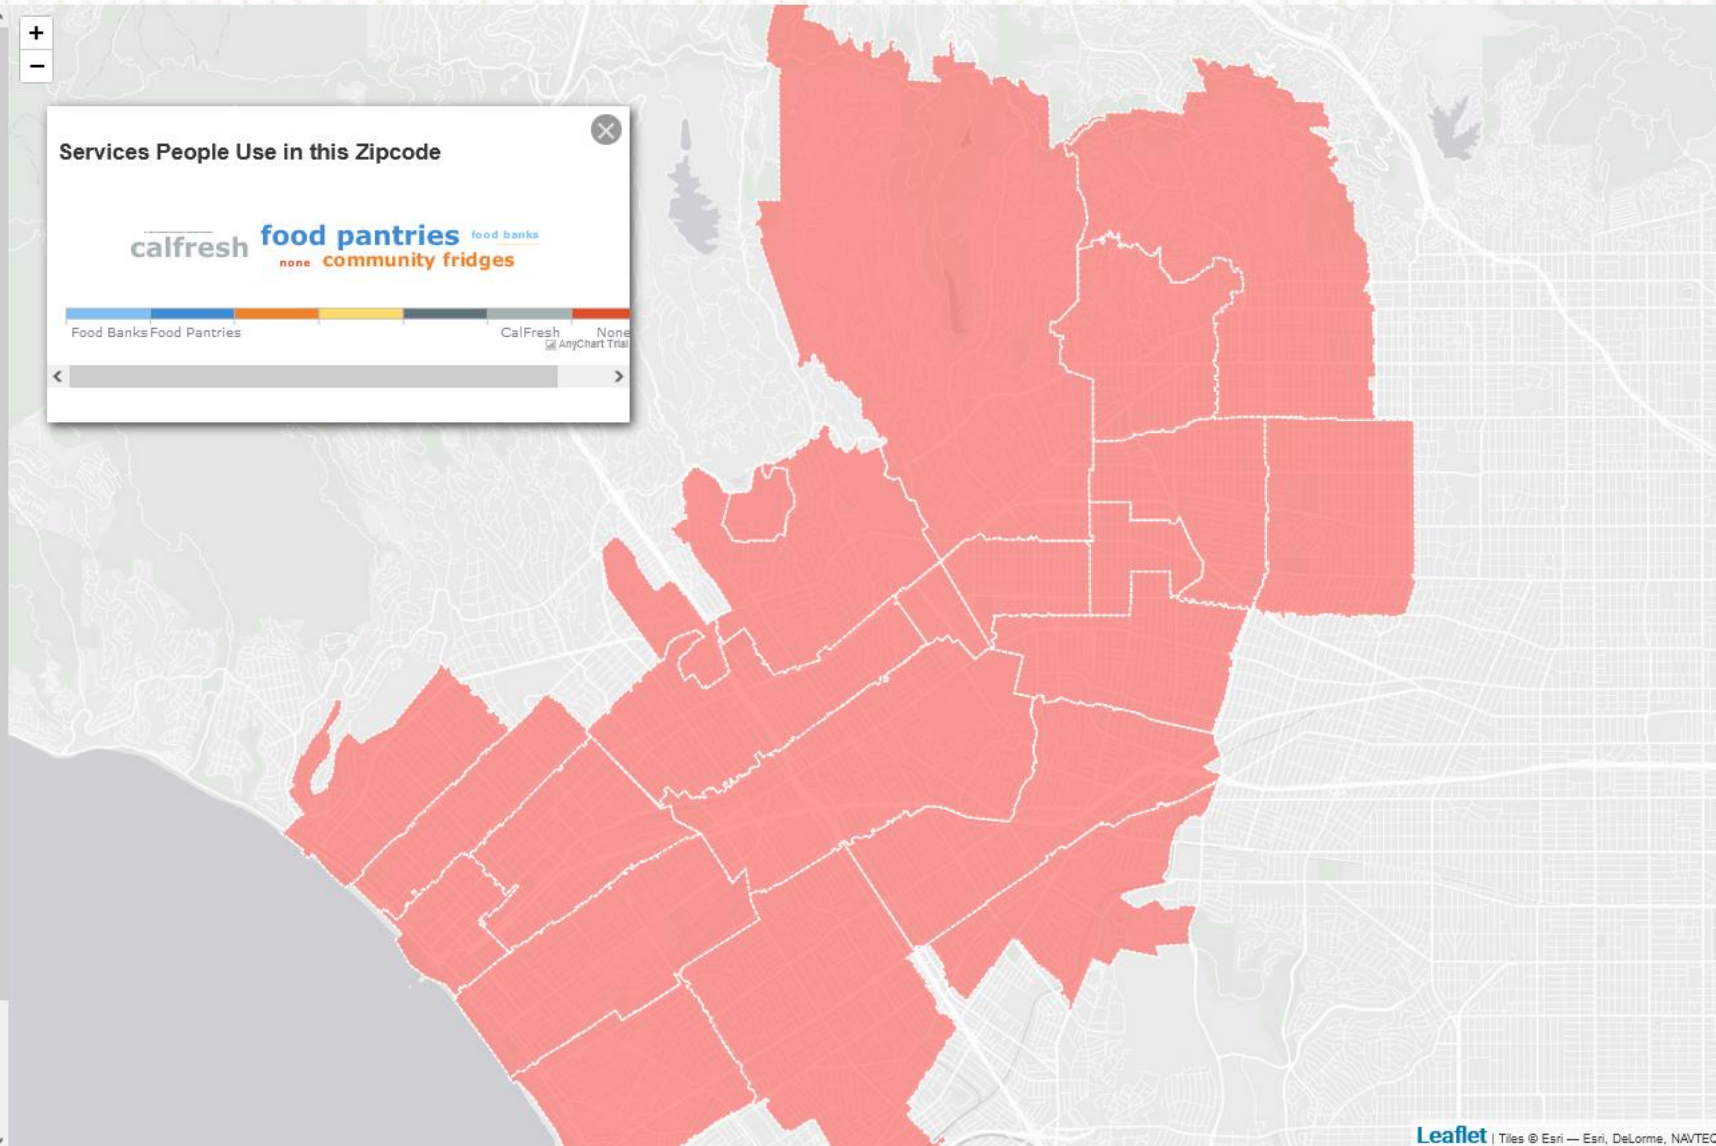 +
−
Services People Use in this Zipcode
calfresh food pantries food banks
none community fridges
Food Banks Food Pantries CalFresh None
AnyChart Trial
Leaflet | Tiles © Esri — Esri, DeLorme, NAVTEQ